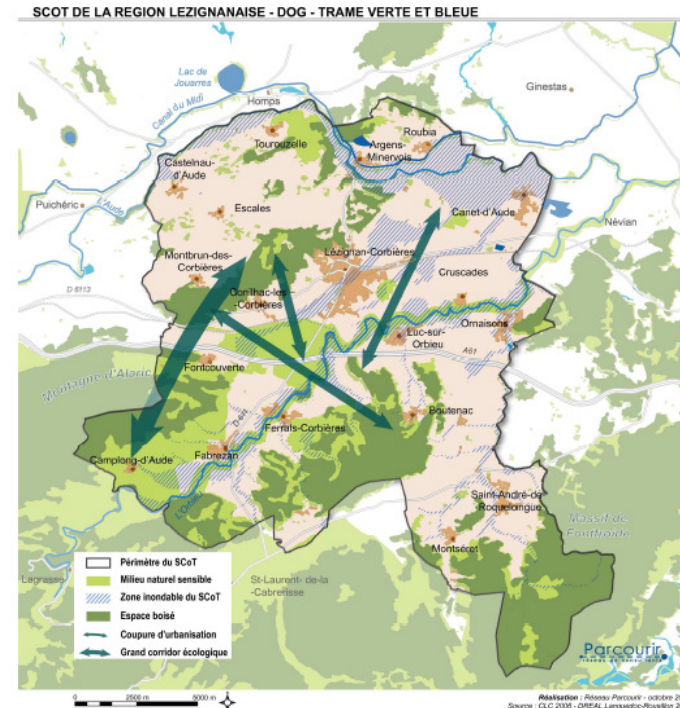 SCOT DE LA REGION LEZIGNANAISE - DOG - TRAME VERTE ET BLEUE
Lac de
Jouarres
Ginestas
Homps
Canal du Midi
Roubia
Tourouzelle
Argens-
Minervois
Castelnau-
d'Aude
Puichéric
L'Aude
Escales
Canet-d'Aude
Névian
Montbrun-des-
Corbières
Lézignan-Corbières
Cruscades
D 6113
Conilhac-les-
-Corbières
Ornaisons
Luc-sur-
Orbieu
A61
Montagne d'Alaric
Fontcouverte
D 611
Boutenac
Ferrals-Corbières
Camplong-d'Aude
Fabrezan
L'Orbieu
Saint-André-de-
Roquelongue
Massif de
Fontfroide
Montséret
Lagrasse
St-Laurent- de-la
-Cabrerisse
Périmètre du SCoT
Milieu naturel sensible
Zone inondable du SCoT
Espace boisé
Coupure d'urbanisation
Grand corridor écologique
Parcourir
0 2500 m 5000 m
Réalisation : Réseau Parcourir - octobre 20
Source : CLC 2006 - DREAL Languedoc-Roussillon 20